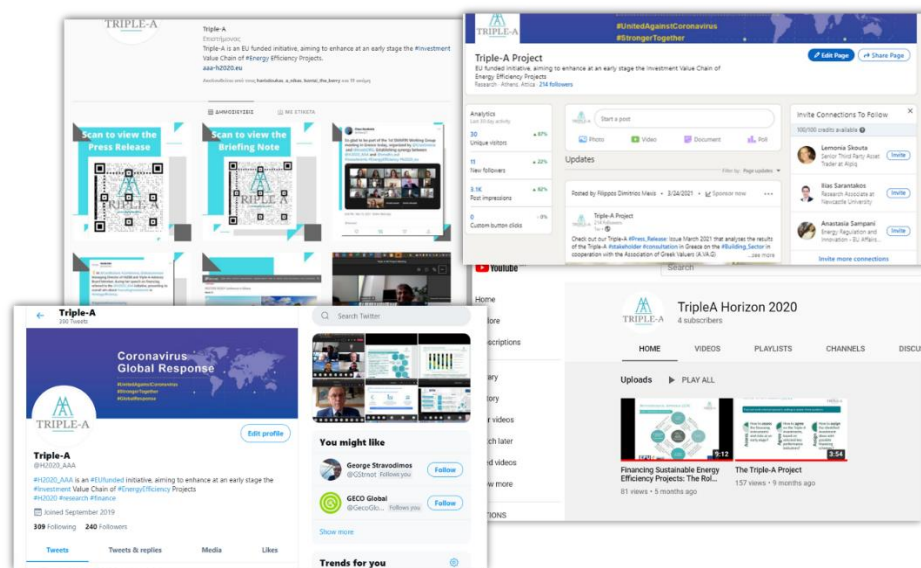 TRIPLE-A
Triple-A
Επιστήμονας
Triple-A is an EU funded initiative, aiming to enhance at an early stage the #Investment
Value Chain of #Energy Efficiency Projects.
aaa-h2020.eu
ΔΗΜΟΣΙΕΥΣΕΙΣ
ΜΕ ΕΤΙΚΕΤΑ
Scan to view the
Press Release
TRIPLE-A
Scan to view the
Briefing Note
TRIPLE-A
#UnitedAgainstCoronavirus
#StrongerTogether
TRIPLE-A
Triple-A Project
EU funded initiative, aiming to enhance at an early stage the Investment Value Chain of
Energy Efficiency Projects
Research · Athens, Attica · 214 followers
Edit Page
Share Page
Analytics
Last 30 day activity
30
87%
Unique visitors
11
Post impressions
New followers
3.1K
92%
0
Custom button clicks
Start a post
Photo
Video
Document
Poll
Updates
Filter by: Page updates
Posted by Filippos Dimitrios Mexis • 3/24/2021 • Sponsor now
Triple-A Project
214 followers
Check out our Triple-A #Press_Release Issue March 2021 that analyses the results
of the Triple-A #stakeholder #consultation in Greece on the #Building_Sector in
cooperation with the Association of Greek Valuers (A.VA.G)
...see more
Invite Connections To Follow
100/100 credits available
Lemonia Skouta
Senior Third Party Asset
Trader at Alpiq
Invite
Ilias Sarantakos
Research Associate at
Newcastle University
Invite
Anastasia Sampani
Energy Regulation and
Innovation - EU Affairs...
Invite
Invite more connections
YouTube
Search
Home
TRIPLE-A
TripleA Horizon 2020
4 subscribers
HOME
VIDEOS
PLAYLISTS
CHANNELS
DISCU
Uploads
PLAY ALL
9:12
3:54
Financing Sustainable Energy
Efficiency Projects: The Rol...
81 views • 5 months ago
The Triple-A Project
157 views • 9 months ago
Triple-A
200 Tweets
Coronavirus
Global Response
#UnitedAgainstCoronavirus
#StrongerTogether
#GlobalResponse
TRIPLE-A
Edit profile
Triple-A
@H2020_AAA
#H2020_AAA is an #EUfunded initiative, aiming to enhance at an early stage the
#Investment Value Chain of #EnergyEfficiency Projects
#H2020 #research #finance
Joined September 2019
309 Following
240 Followers
Tweets
Tweets & replies
Media
Likes
Search Twitter
You might like
George Stravodimos
@GStrnot Follows you
Follow
GECO Global
@GecoGlo... Follows you
Follow
Show more
Trends for you